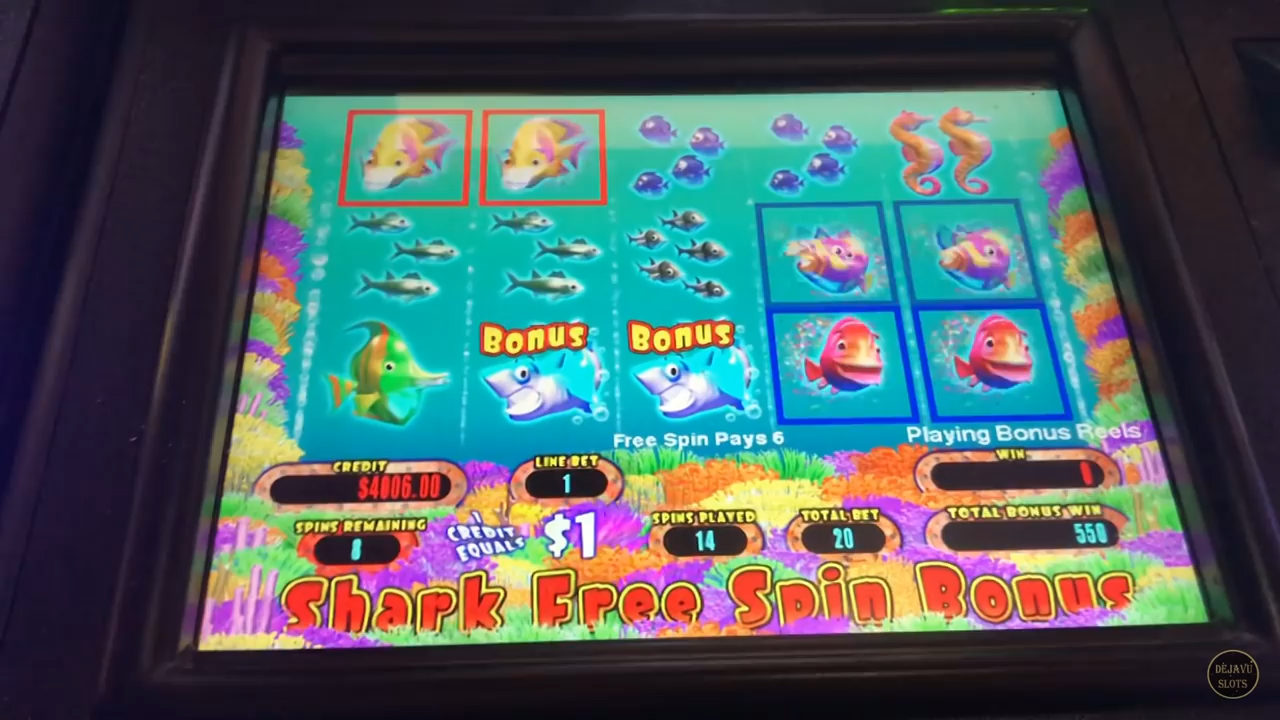 Bonus
Bonus
Free Spin Pays 6
Playing Bonus Reels
CREDIT
$4006.00
LINE BET
1
WIN
0
SPINS REMAINING
8
CREDIT
EQUALS
$1
SPINS PLAYED
14
TOTAL BET
20
TOTAL BONUS WIN
550
Shark Free Spin Bonus
DÉJAVÚ
SLOTS